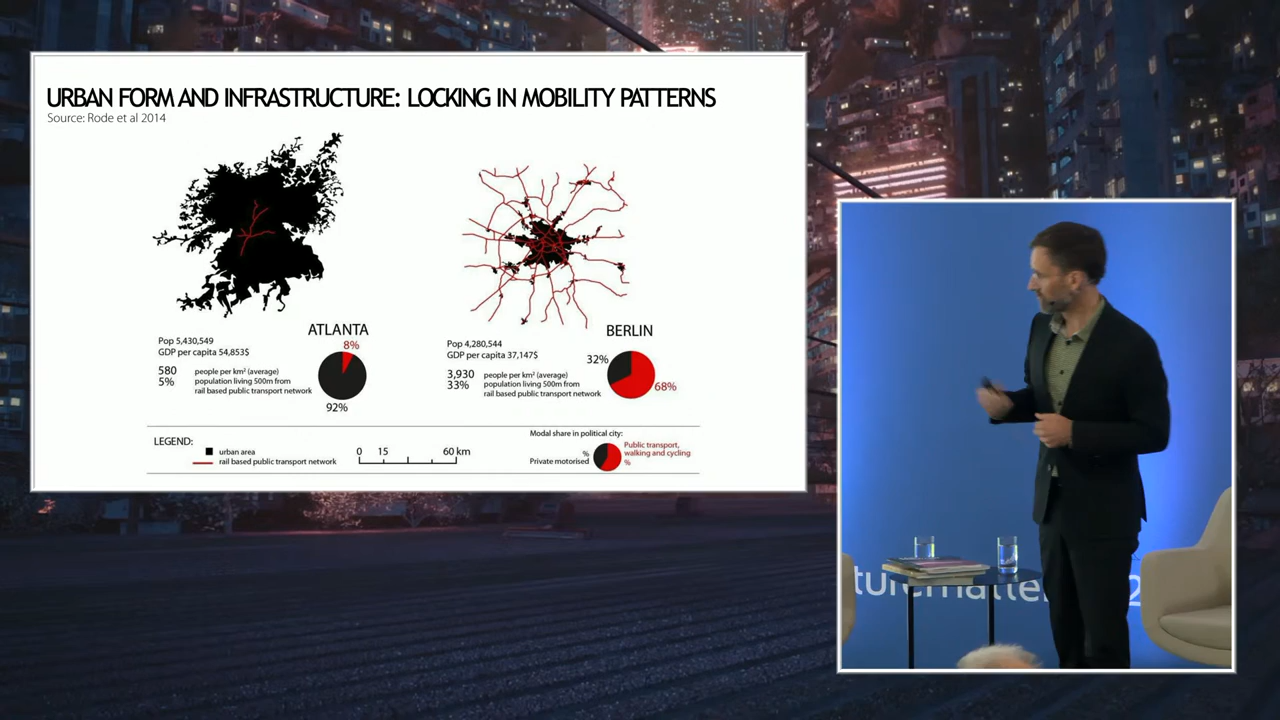 URBAN FORM AND INFRASTRUCTURE: LOCKING IN MOBILITY PATTERNS
Source: Rode et al 2014
ATLANTA
Pop 5,430,549
GDP per capita 54,853$
580 people per km² (average)
5% population living 500m from
rail based public transport network
8%
92%
BERLIN
Pop 4,280,544
GDP per capita 37,147$
3,930 people per km² (average)
33% population living 500m from
rail based public transport network
32%
68%
LEGEND:
urban area
rail based public transport network
0 15 60 km
Modal share in political city:
%
Private motorised
Public transport,
walking and cycling
%